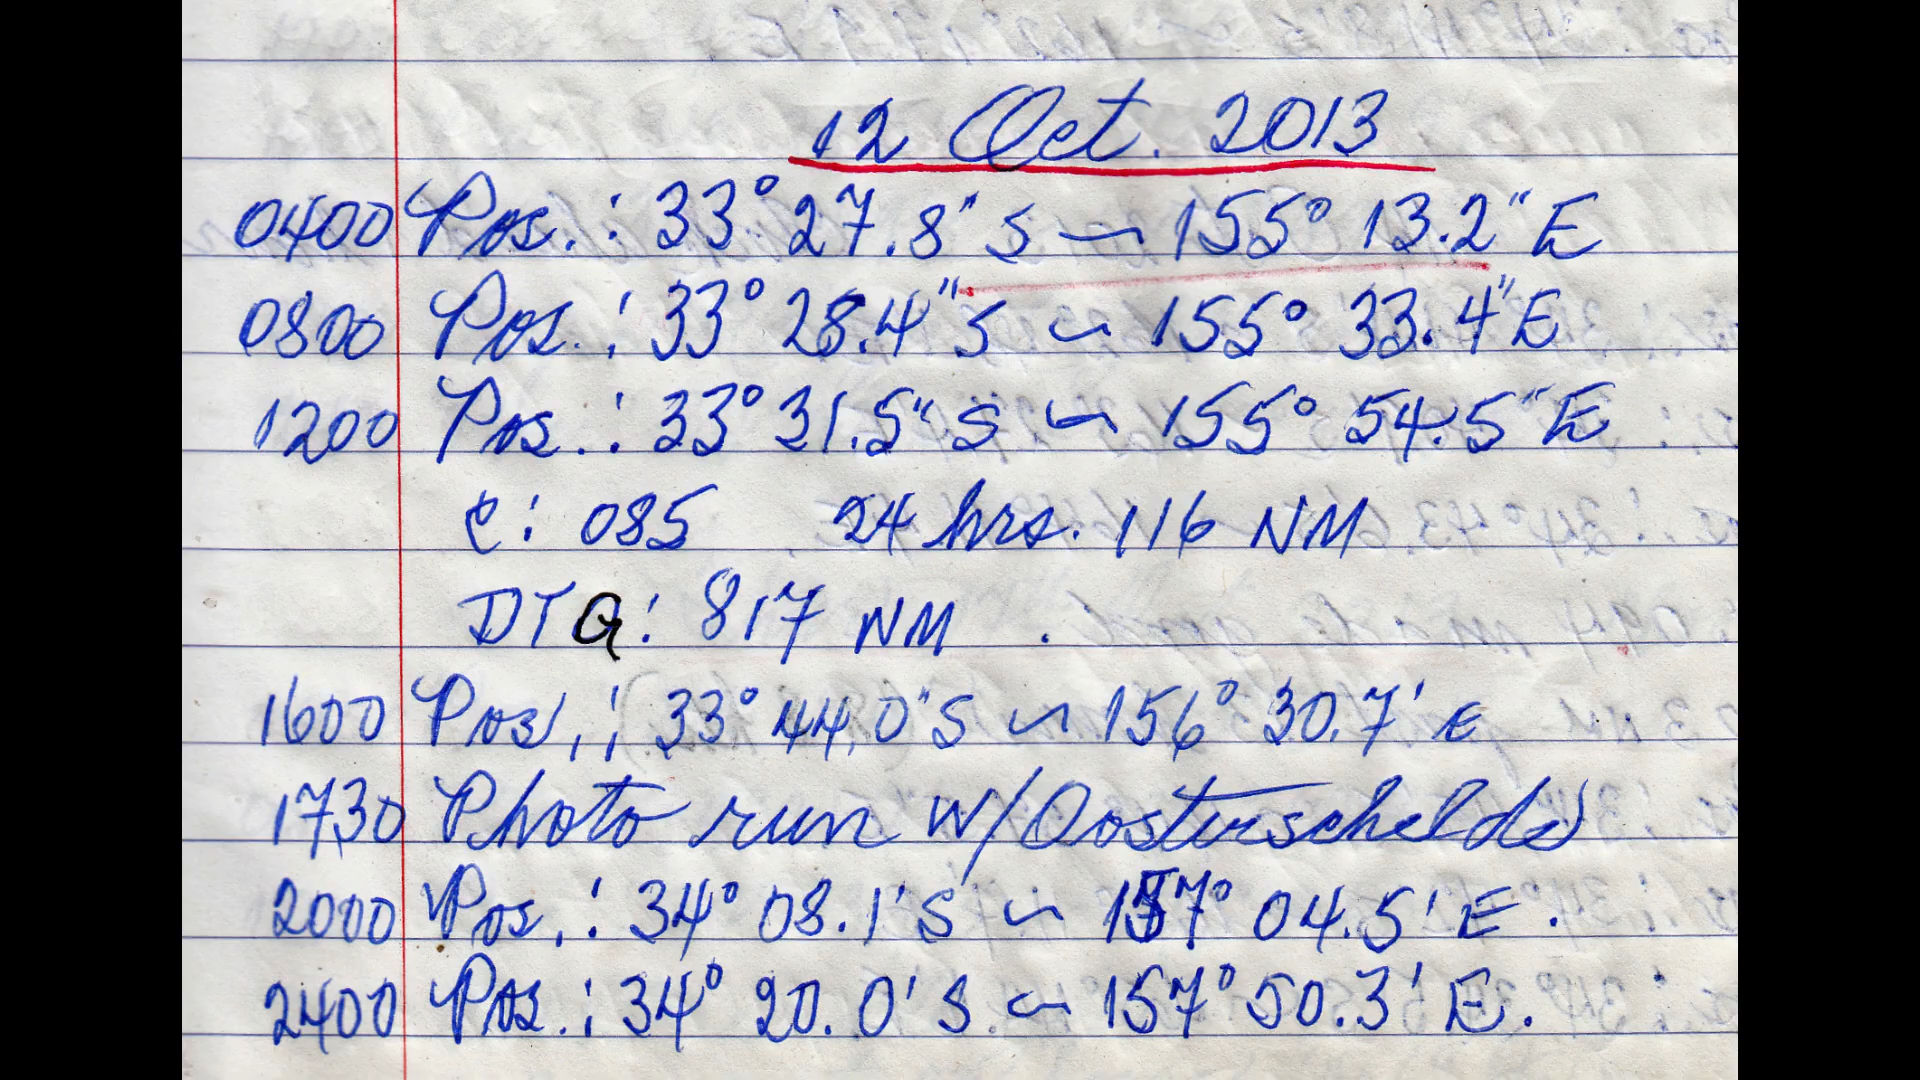 12 Oct. 2013
0400 Pos.: 33° 27.8" S ~ 155° 13.2" E
0800 Pos.: 33° 28.4" S ~ 155° 33.4" E
1200 Pos.: 33° 31.5" S ~ 155° 54.5" E
C: 085 24 hrs. 116 NM
DTG: 817 NM .
1600 Pos.: 33° 44.0" S ~ 156° 30.7' E
1730 Photo run w/Oosterschelde
2000 Pos.: 34° 08.1' S ~ 157° 04.5' E.
2400 Pos.: 34° 20.0' S ~ 157° 50.3' E.